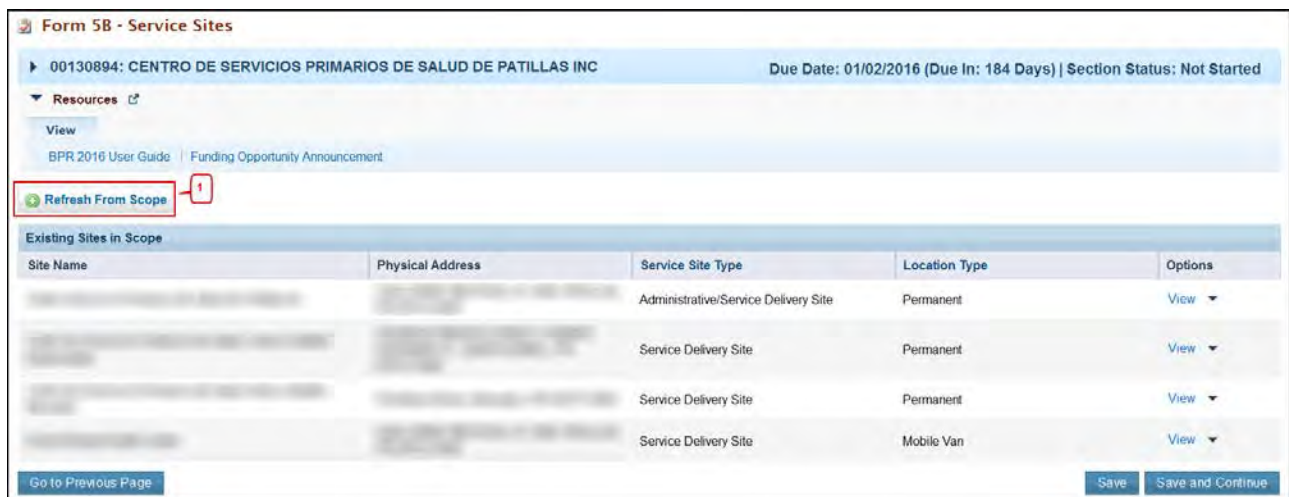 Form 5B - Service Sites
00130894: CENTRO DE SERVICIOS PRIMARIOS DE SALUD DE PATILLAS INC Due Date: 01/02/2016 (Due In: 184 Days) | Section Status: Not Started
Resources
View
BPR 2016 User Guide | Funding Opportunity Announcement
Refresh From Scope 1
Existing Sites in Scope
Site Name Physical Address Service Site Type Location Type Options
Administrative/Service Delivery Site Permanent View
Service Delivery Site Permanent View
Service Delivery Site Permanent View
Service Delivery Site Mobile Van View
Go to Previous Page Save Save and Continue